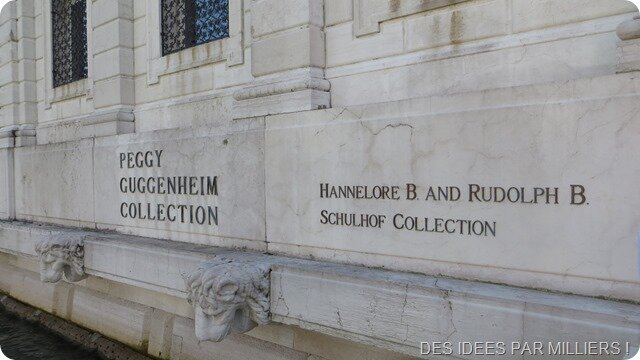 PEGGY
GUGGENHEIM
COLLECTION
HANNELORE B. AND RUDOLPH B.
SCHULHOF COLLECTION
DES IDEES PAR MILLIERS !